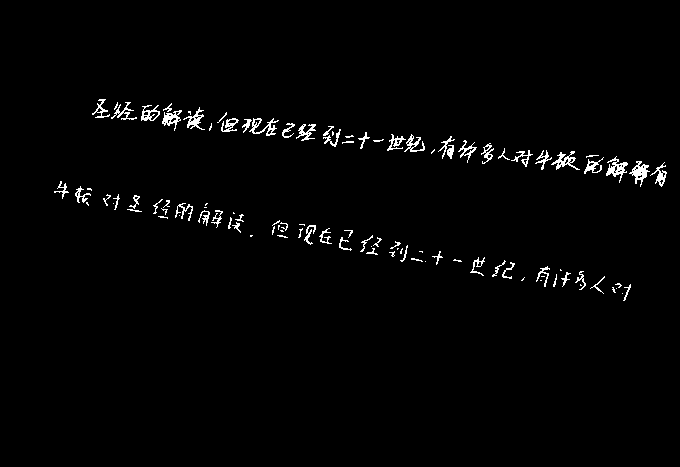 圣经的解读,但现在已经到二十一世纪,有许多人对牛顿的解释有
牛顿对圣经的解读.但现在已经到二十一世纪,有许多人对